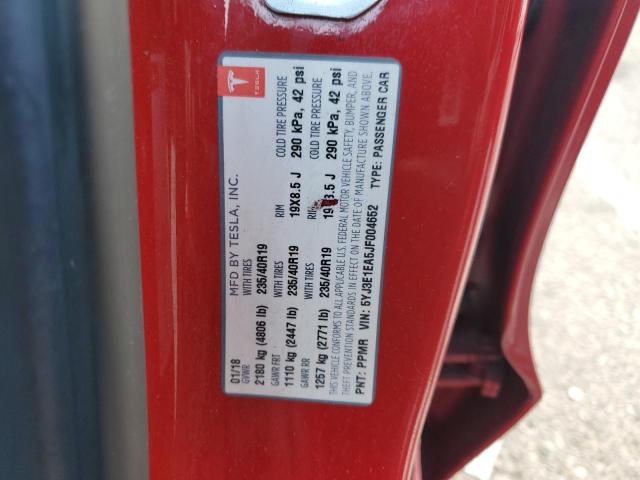 TESLA
MFD BY TESLA, INC.
01/18
GVWR WITH TIRES RIM COLD TIRE PRESSURE
2180 kg (4806 lb) 235/40R19 19X8.5 J 290 kPa, 42 psi
GAWR FRT WITH TIRES RIM COLD TIRE PRESSURE
1110 kg (2447 lb) 235/40R19 19 8.5 J 290 kPa, 42 psi
GAWR RR WITH TIRES
1257 kg (2771 lb) 235/40R19
THIS VEHICLE CONFORMS TO ALL APPLICABLE U.S. FEDERAL MOTOR VEHICLE SAFETY, BUMPER, AND
THEFT PREVENTION STANDARDS IN EFFECT ON THE DATE OF MANUFACTURE SHOWN ABOVE.
PNT: PPMR VIN: 5YJ3E1EA5JF004652 TYPE: PASSENGER CAR